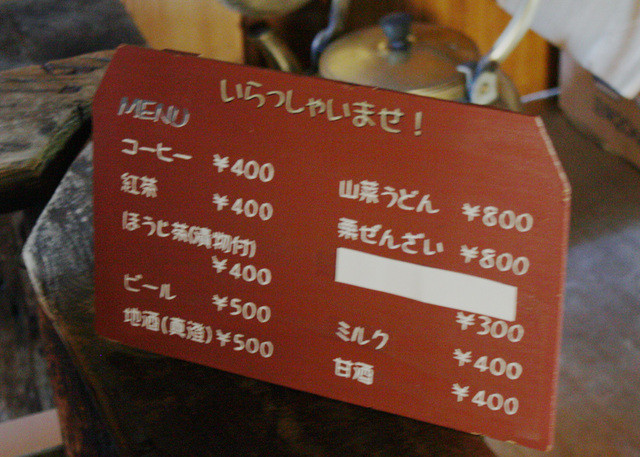 いらっしゃいませ！
MENU
コーヒー ¥400
紅茶 ¥400
ほうじ茶(漬物付)
¥400
ビール ¥500
地酒(真澄) ¥500
山菜うどん ¥800
栗ぜんざい ¥800
¥300
ミルク ¥400
甘酒 ¥400